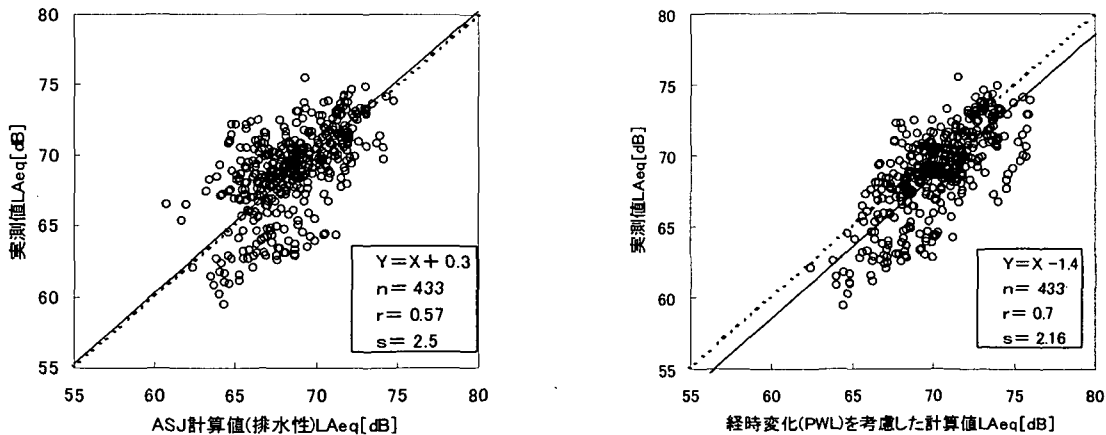 80
75
70
65
60
55
実測値LAeq[dB]
Y=X+ 0.3
n= 433
r= 0.57
s= 2.5
55 60 65 70 75 80
ASJ計算値(排水性)LAeq[dB]
80
75
70
65
60
55
実測値LAeq[dB]
Y=X-1.4
n= 433
r= 0.7
s= 2.16
55 60 65 70 75 80
経時変化(PWL)を考慮した計算値LAeq[dB]